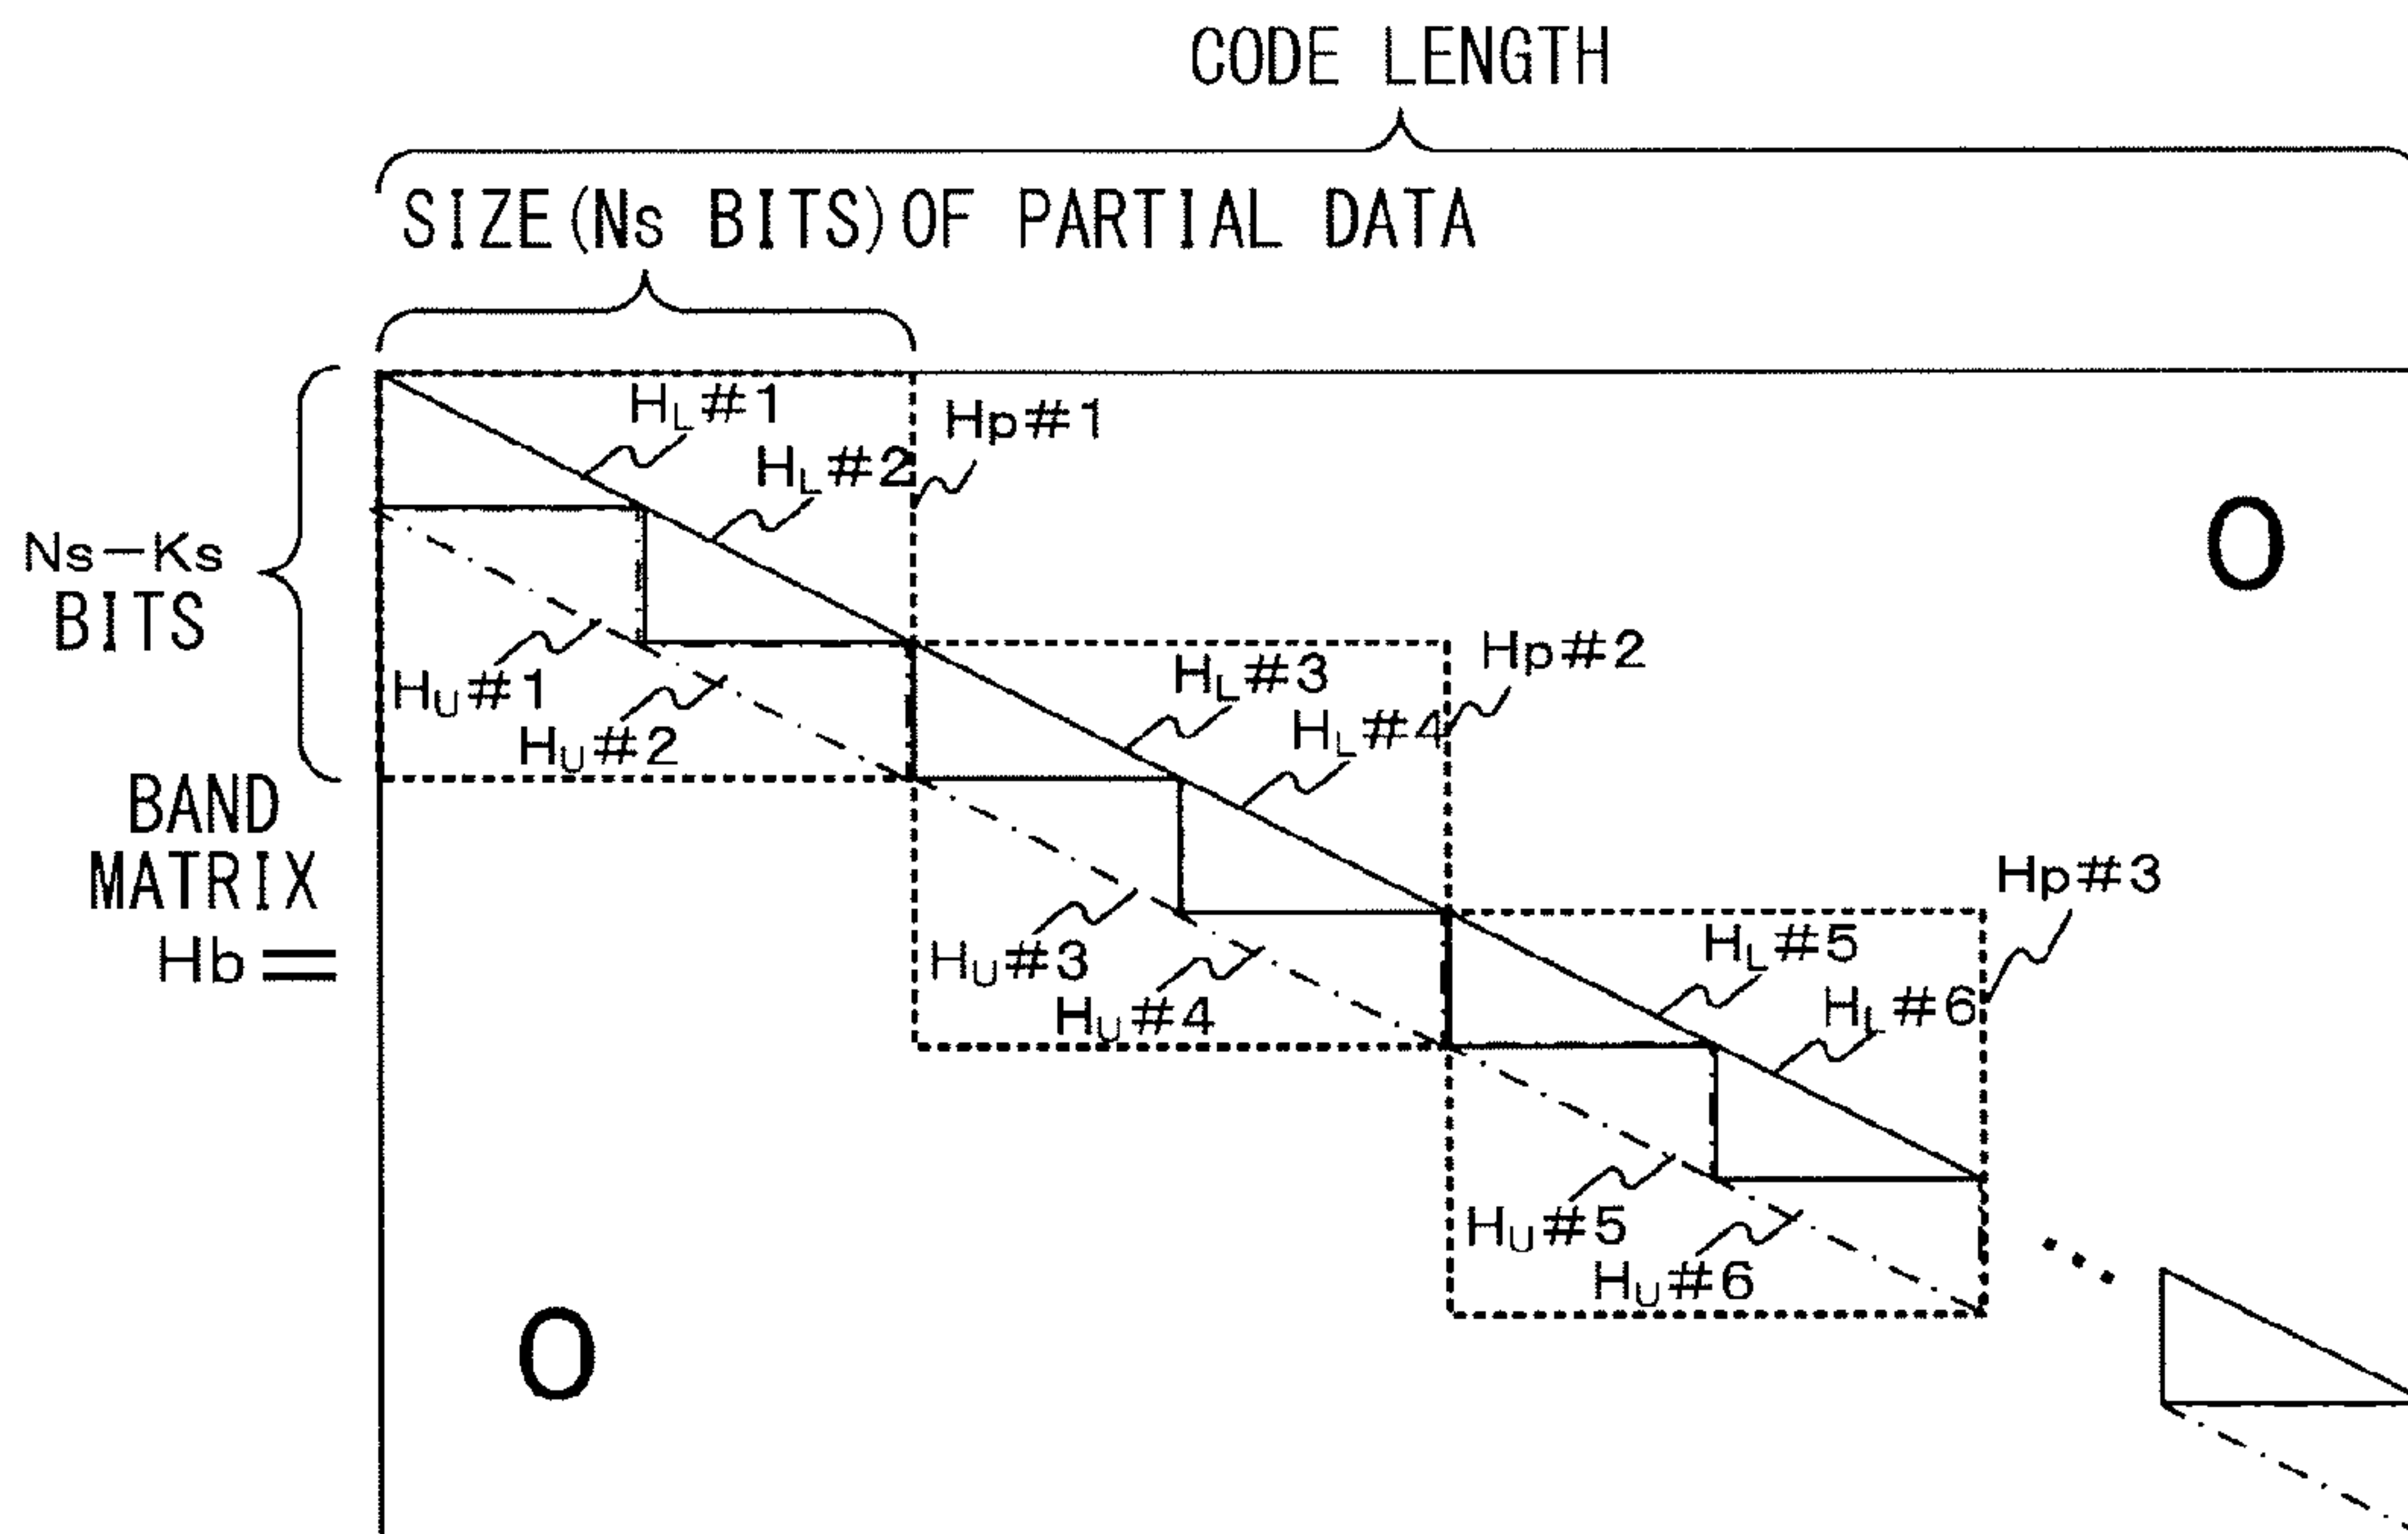 CODE LENGTH
SIZE(Ns BITS)OF PARTIAL DATA
HL#1
Hp#1
HL#2
O
Ns−Ks
BITS
HU#1
HU#2
Hp#2
HL#3
HL#4
BAND
MATRIX
Hb=
HU#3
HU#4
Hp#3
HL#5
HL#6
HU#5
HU#6
O